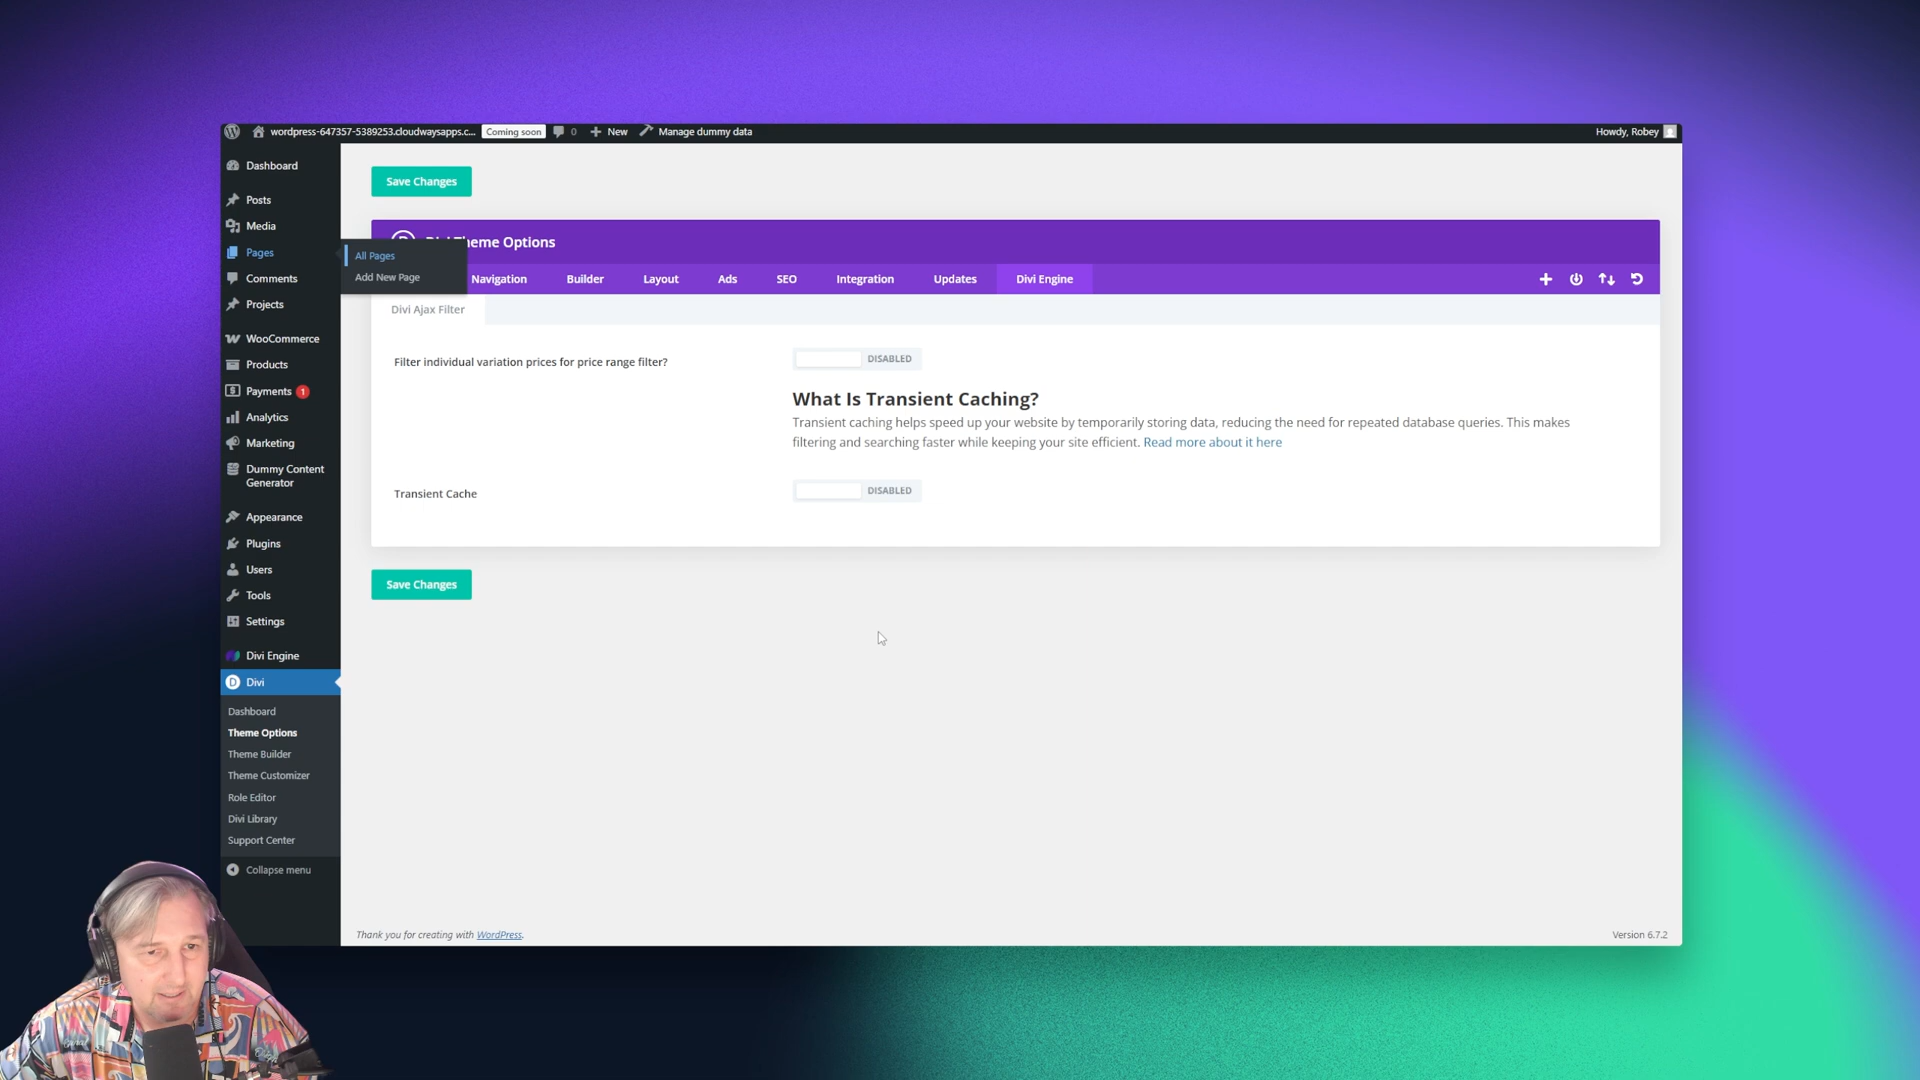 wordpress-647357-5389253.cloudwaysapps.c... Coming soon 0 New Manage dummy data
Howdy, Robey
Dashboard
Posts
Media
Pages
Comments
Projects
WooCommerce
Products
Payments 1
Analytics
Marketing
Dummy Content
Generator
Appearance
Plugins
Users
Tools
Settings
Divi Engine
Divi
Dashboard
Theme Options
Theme Builder
Theme Customizer
Role Editor
Divi Library
Support Center
Collapse menu
All Pages
Add New Page
Save Changes
Theme Options
Navigation Builder Layout Ads SEO Integration Updates Divi Engine
Divi Ajax Filter
Filter individual variation prices for price range filter?
DISABLED
What Is Transient Caching?
Transient caching helps speed up your website by temporarily storing data, reducing the need for repeated database queries. This makes
filtering and searching faster while keeping your site efficient. Read more about it here
Transient Cache
DISABLED
Save Changes
Thank you for creating with WordPress.
Version 6.7.2